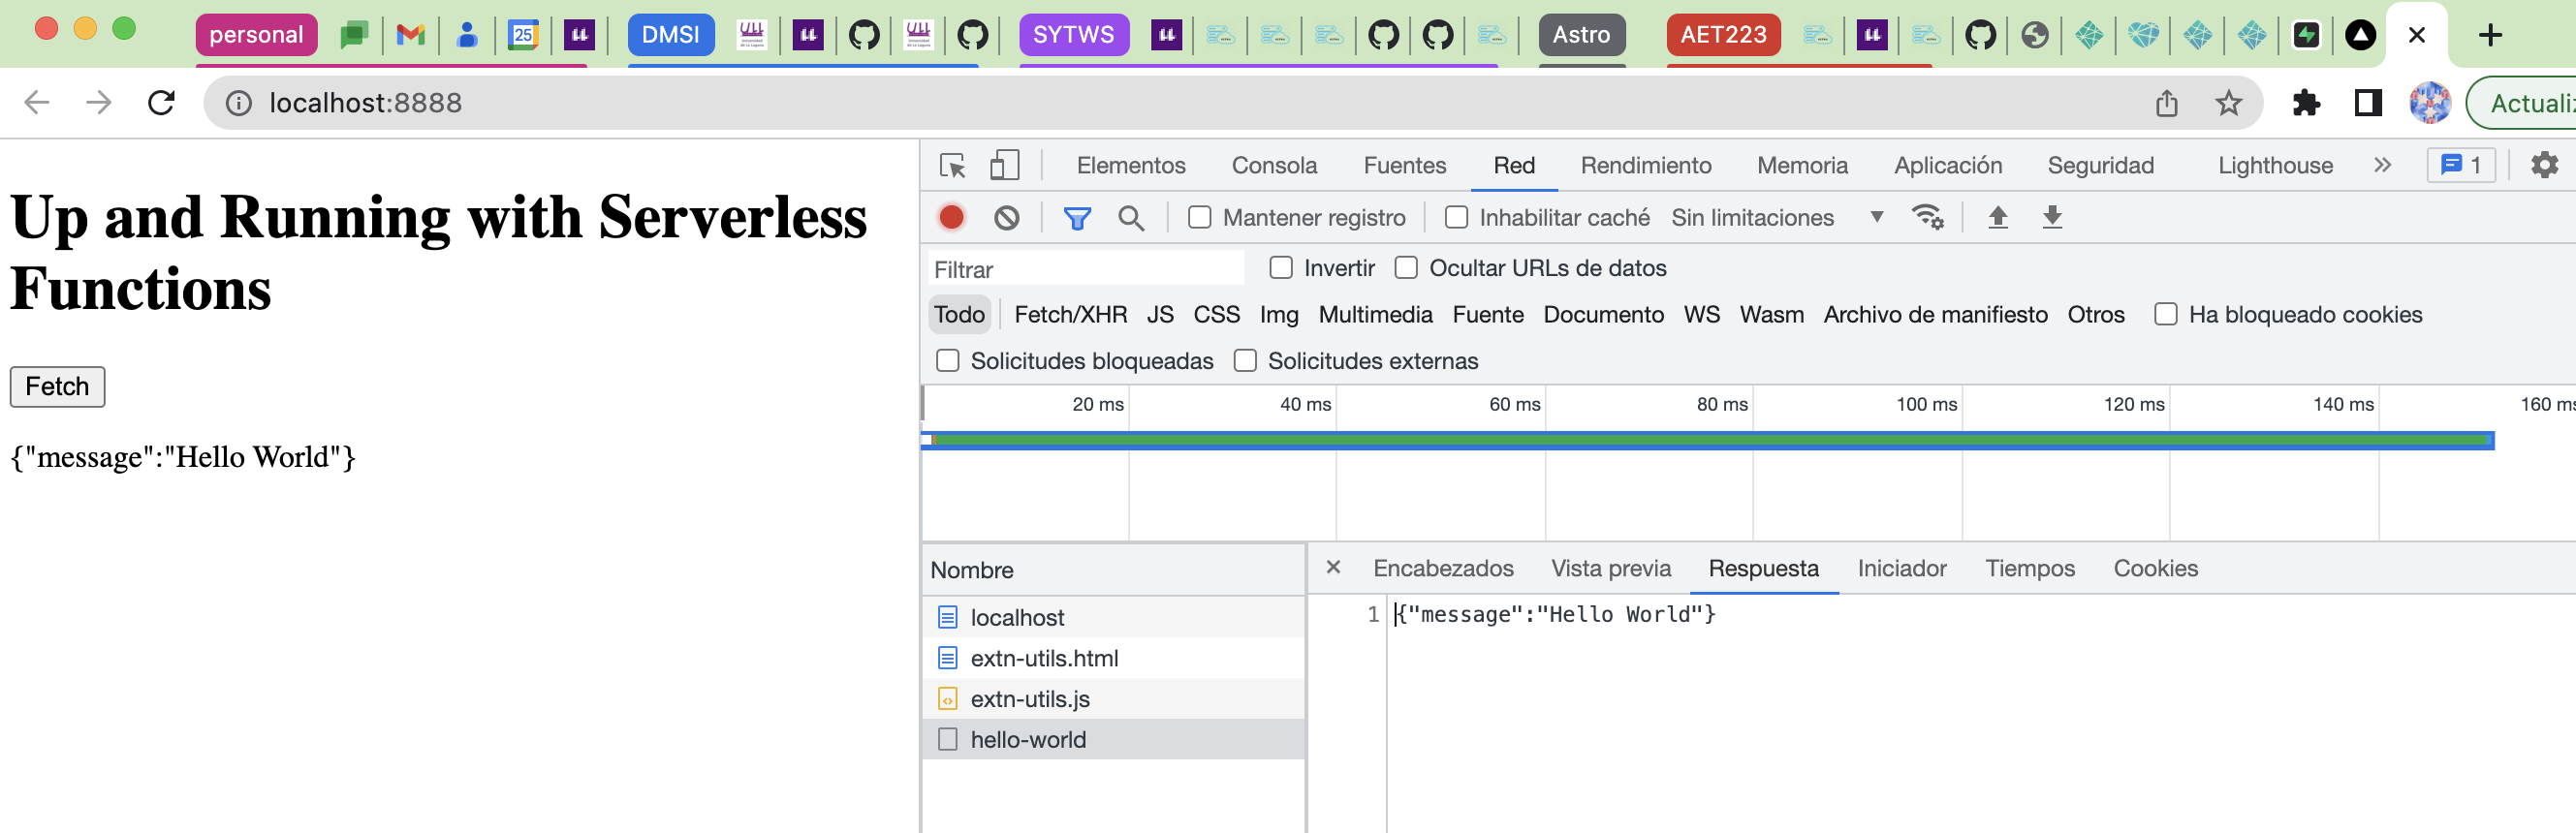 personal 25 DMSI ULL SYTWS Astro AET223
localhost:8888 Actualiz
Up and Running with Serverless
Functions
Fetch
{"message":"Hello World"}
Elementos Consola Fuentes Red Rendimiento Memoria Aplicación Seguridad Lighthouse 1
Mantener registro Inhabilitar caché Sin limitaciones
Filtrar Invertir Ocultar URLs de datos
Todo Fetch/XHR JS CSS Img Multimedia Fuente Documento WS Wasm Archivo de manifiesto Otros Ha bloqueado cookies
Solicitudes bloqueadas Solicitudes externas
20 ms 40 ms 60 ms 80 ms 100 ms 120 ms 140 ms 160 ms
Nombre
localhost
extn-utils.html
extn-utils.js
hello-world
Encabezados Vista previa Respuesta Iniciador Tiempos Cookies
1 {"message":"Hello World"}